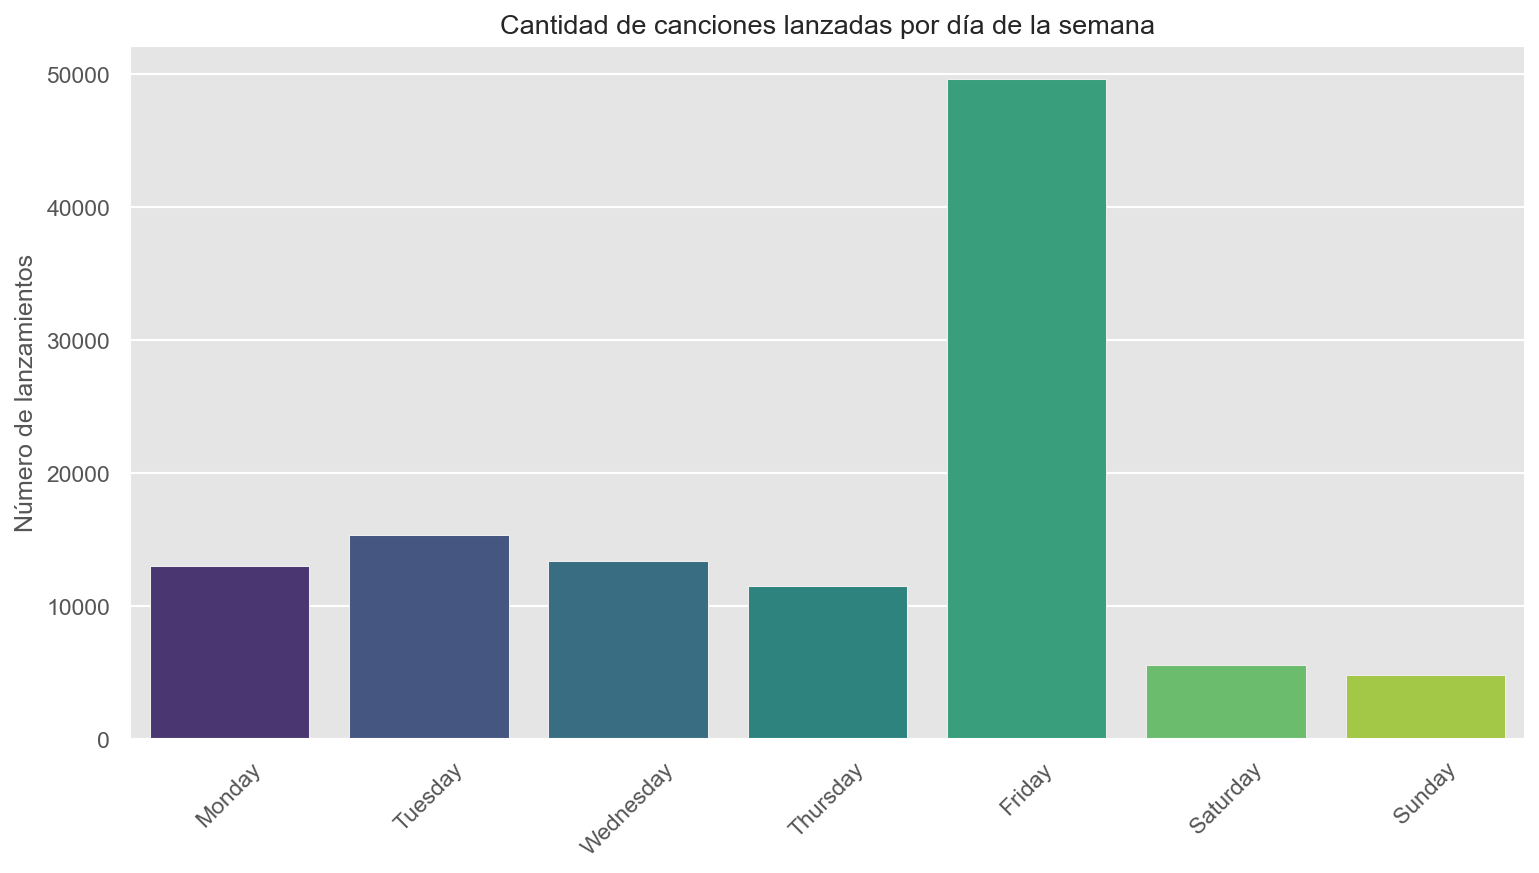 Cantidad de canciones lanzadas por día de la semana
Número de lanzamientos
50000
40000
30000
20000
10000
0
Monday
Tuesday
Wednesday
Thursday
Friday
Saturday
Sunday